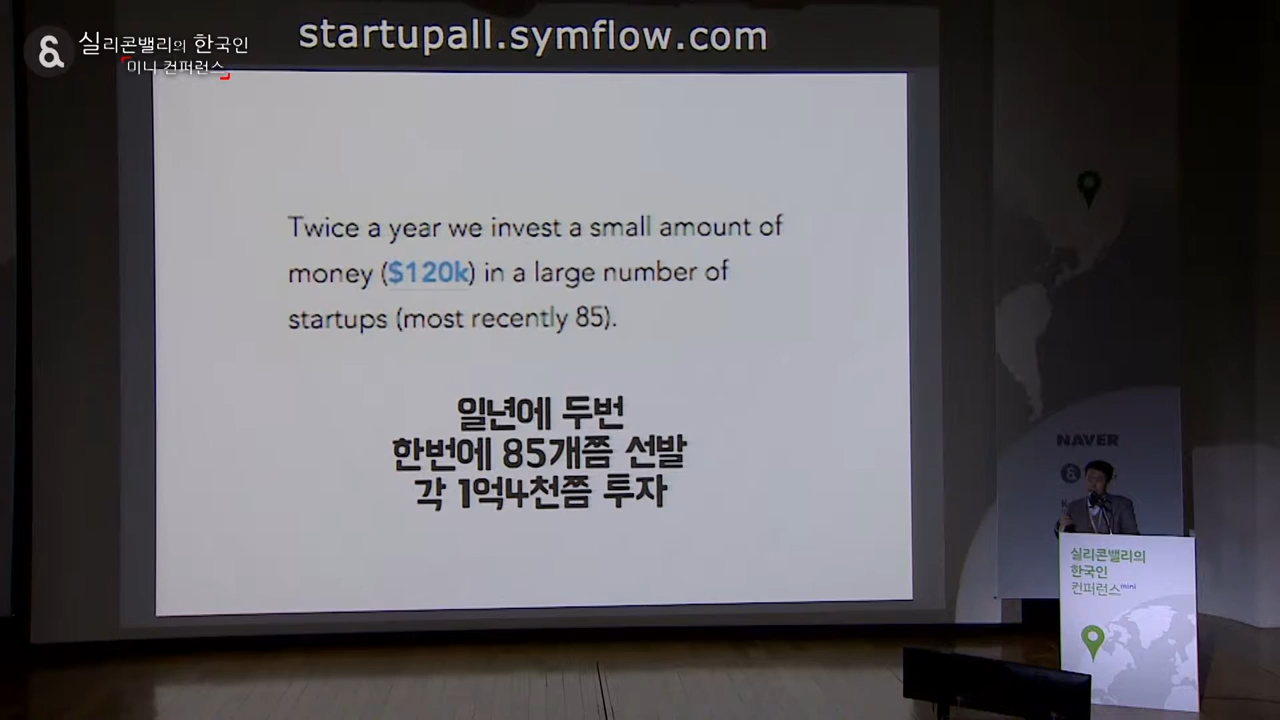 startupall.symflow.com
실리콘밸리의 한국인
미니 컨퍼런스
Twice a year we invest a small amount of
money ($120k) in a large number of
startups (most recently 85).
일년에 두번
한번에 85개쯤 선발
각 1억4천쯤 투자
NAVER
실리콘밸리의
한국인
컨퍼런스mini